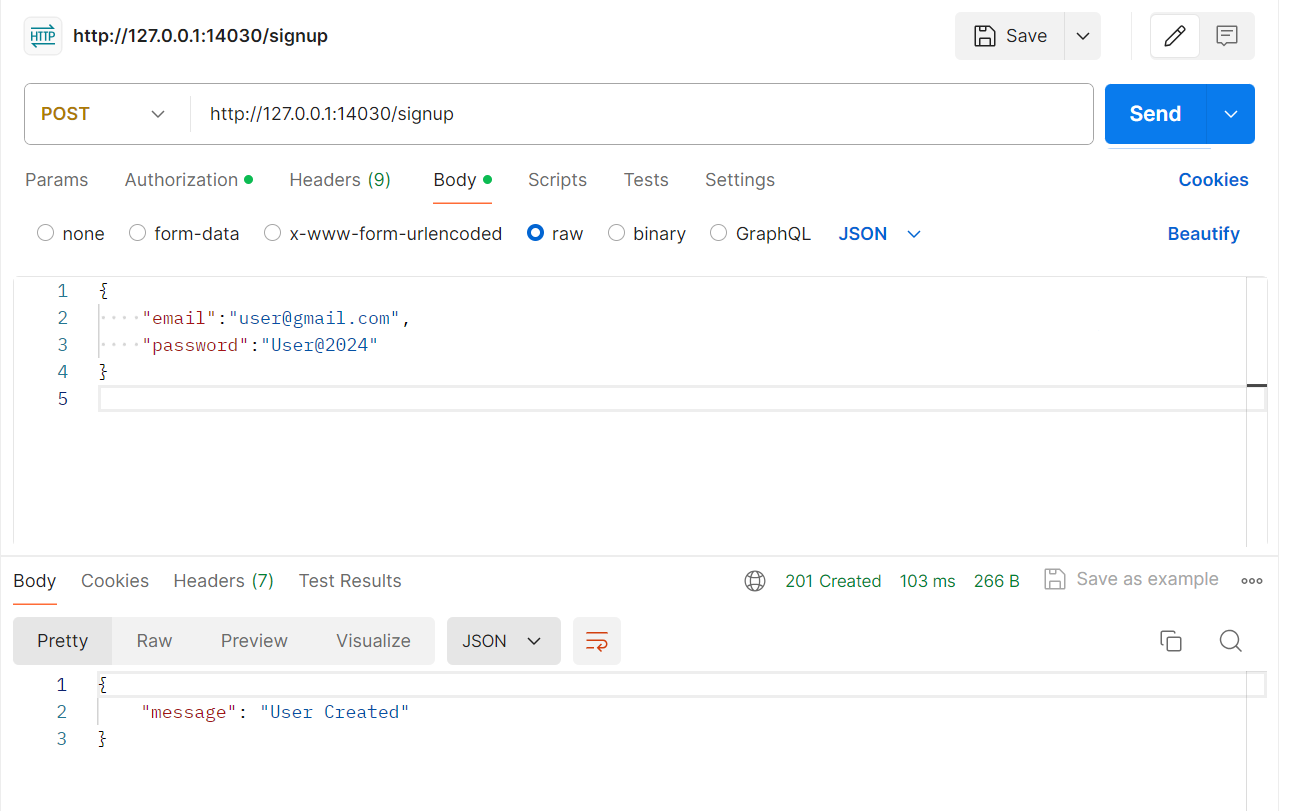 HTTP http://127.0.0.1:14030/signup Save
POST http://127.0.0.1:14030/signup Send
Params Authorization Headers (9) Body Scripts Tests Settings Cookies
none form-data x-www-form-urlencoded raw binary GraphQL JSON Beautify
1 {
2 ····"email":"user@gmail.com",
3 ····"password":"User@2024"
4 }
5
Body Cookies Headers (7) Test Results 201 Created 103 ms 266 B Save as example
Pretty Raw Preview Visualize JSON
1 {
2 "message": "User Created"
3 }